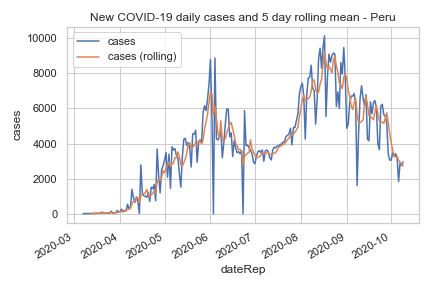 New COVID-19 daily cases and 5 day rolling mean - Peru
cases
cases (rolling)
10000
8000
6000
4000
2000
0
cases
2020-03
2020-04
2020-05
2020-06
2020-07
2020-08
2020-09
2020-10
dateRep